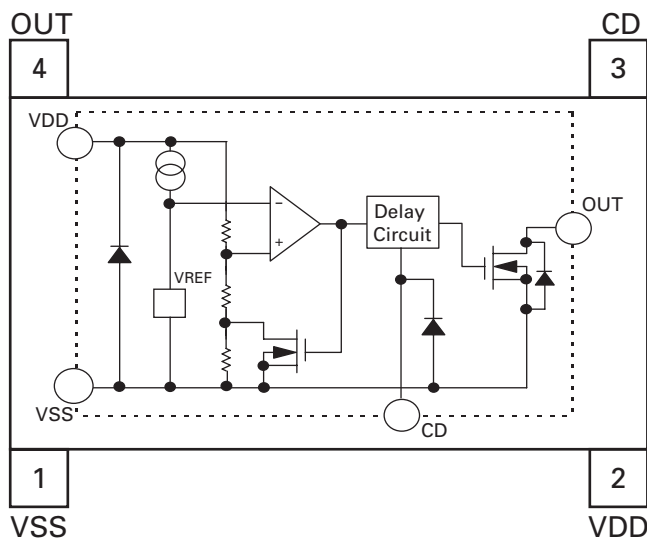 OUT
CD
4
3
VDD
OUT
−
Delay
Circuit
+
VREF
VSS
CD
1
2
VSS
VDD